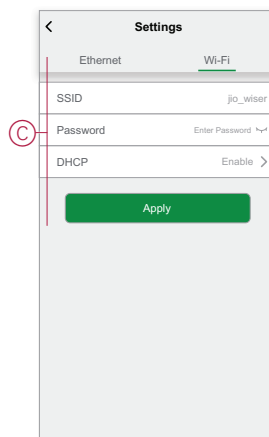 Settings
Ethernet Wi-Fi
SSID jio_wiser
C
Password Enter Password
DHCP Enable
Apply